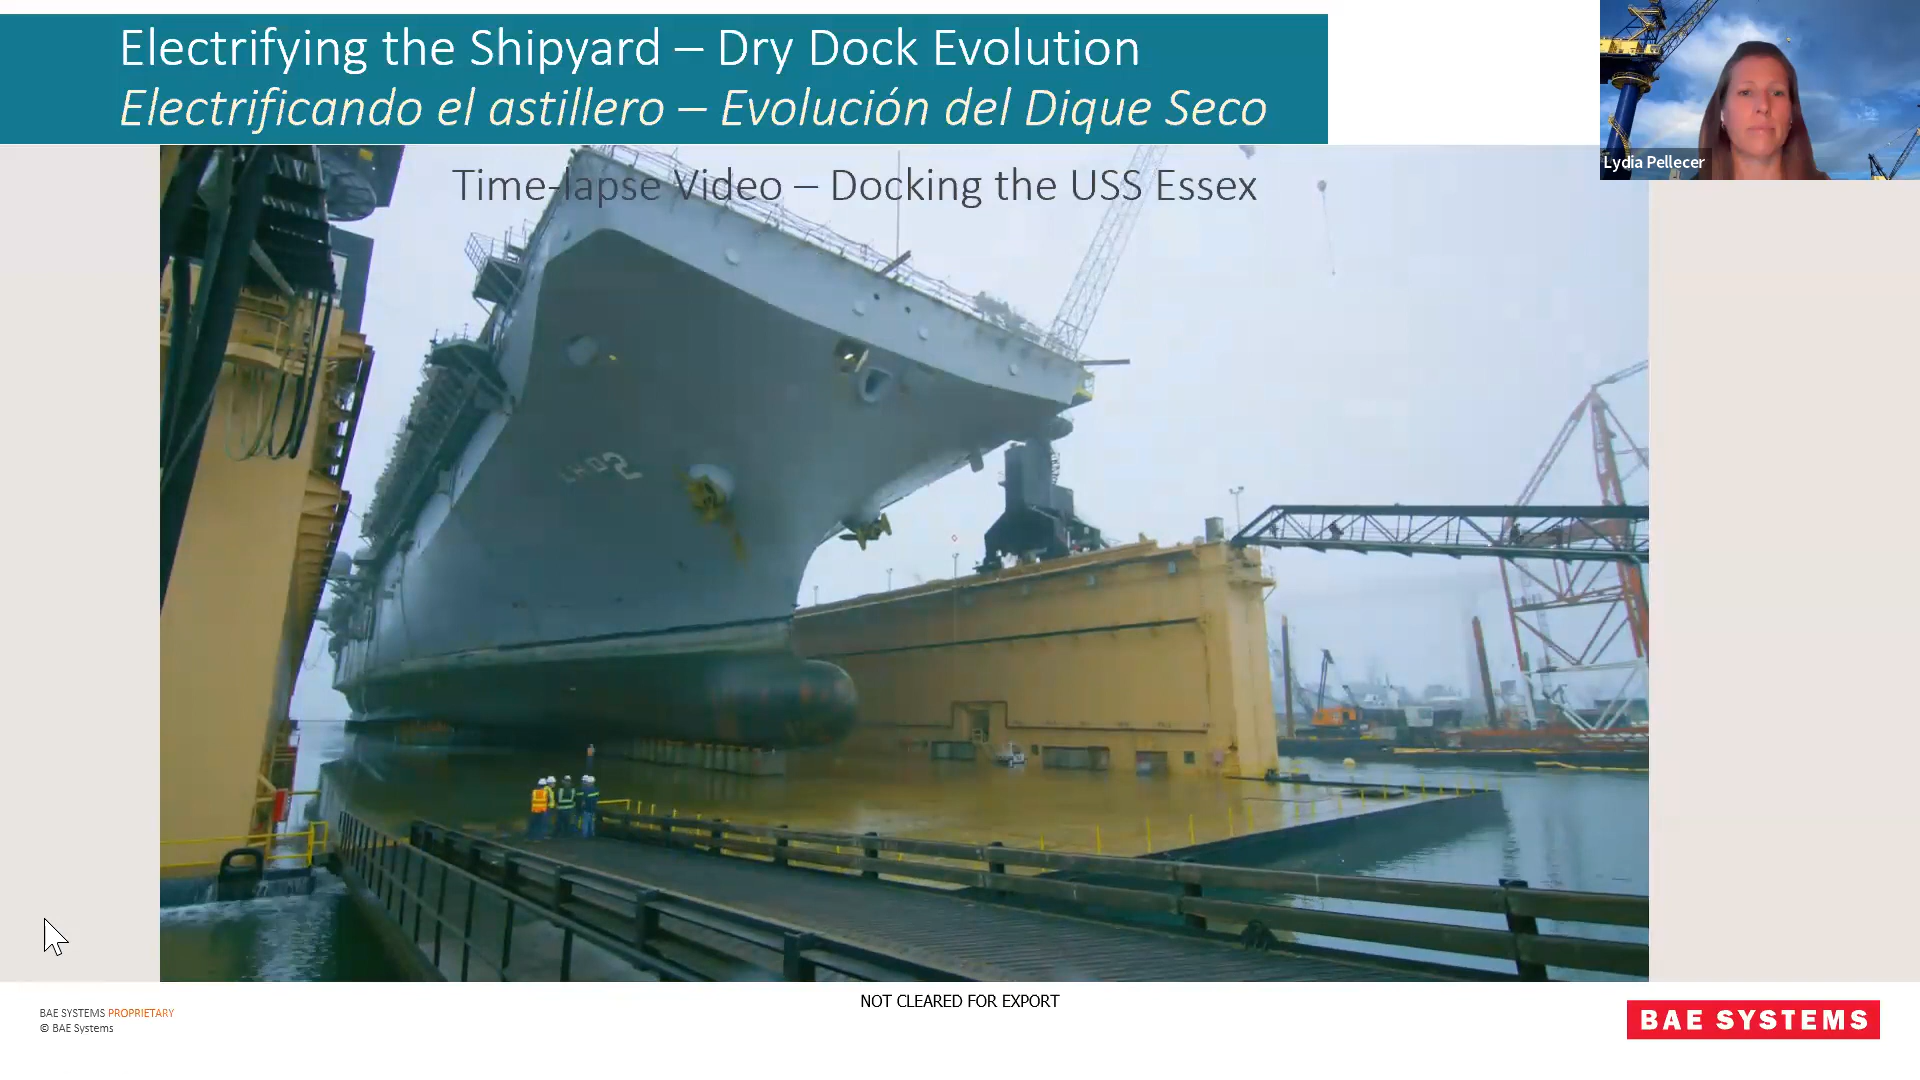 Electrifying the Shipyard – Dry Dock Evolution
Electrificando el astillero – Evolución del Dique Seco
Lydia Pellecer
Time-lapse Video – Docking the USS Essex
LHD2
NOT CLEARED FOR EXPORT
BAE SYSTEMS PROPRIETARY
© BAE Systems
BAE SYSTEMS